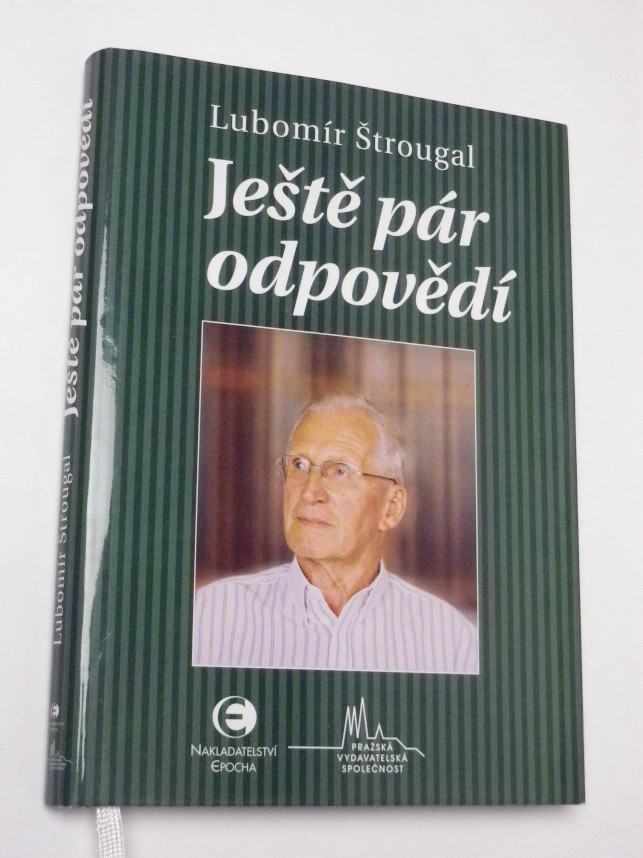 Lubomír Štrougal
Ještě pár
odpovědí
NAKLADATELSTVÍ
EPOCHA
PRAŽSKÁ
VYDAVATELSKÁ
SPOLEČNOST
Lubomír Štrougal Ještě pár odpovědí